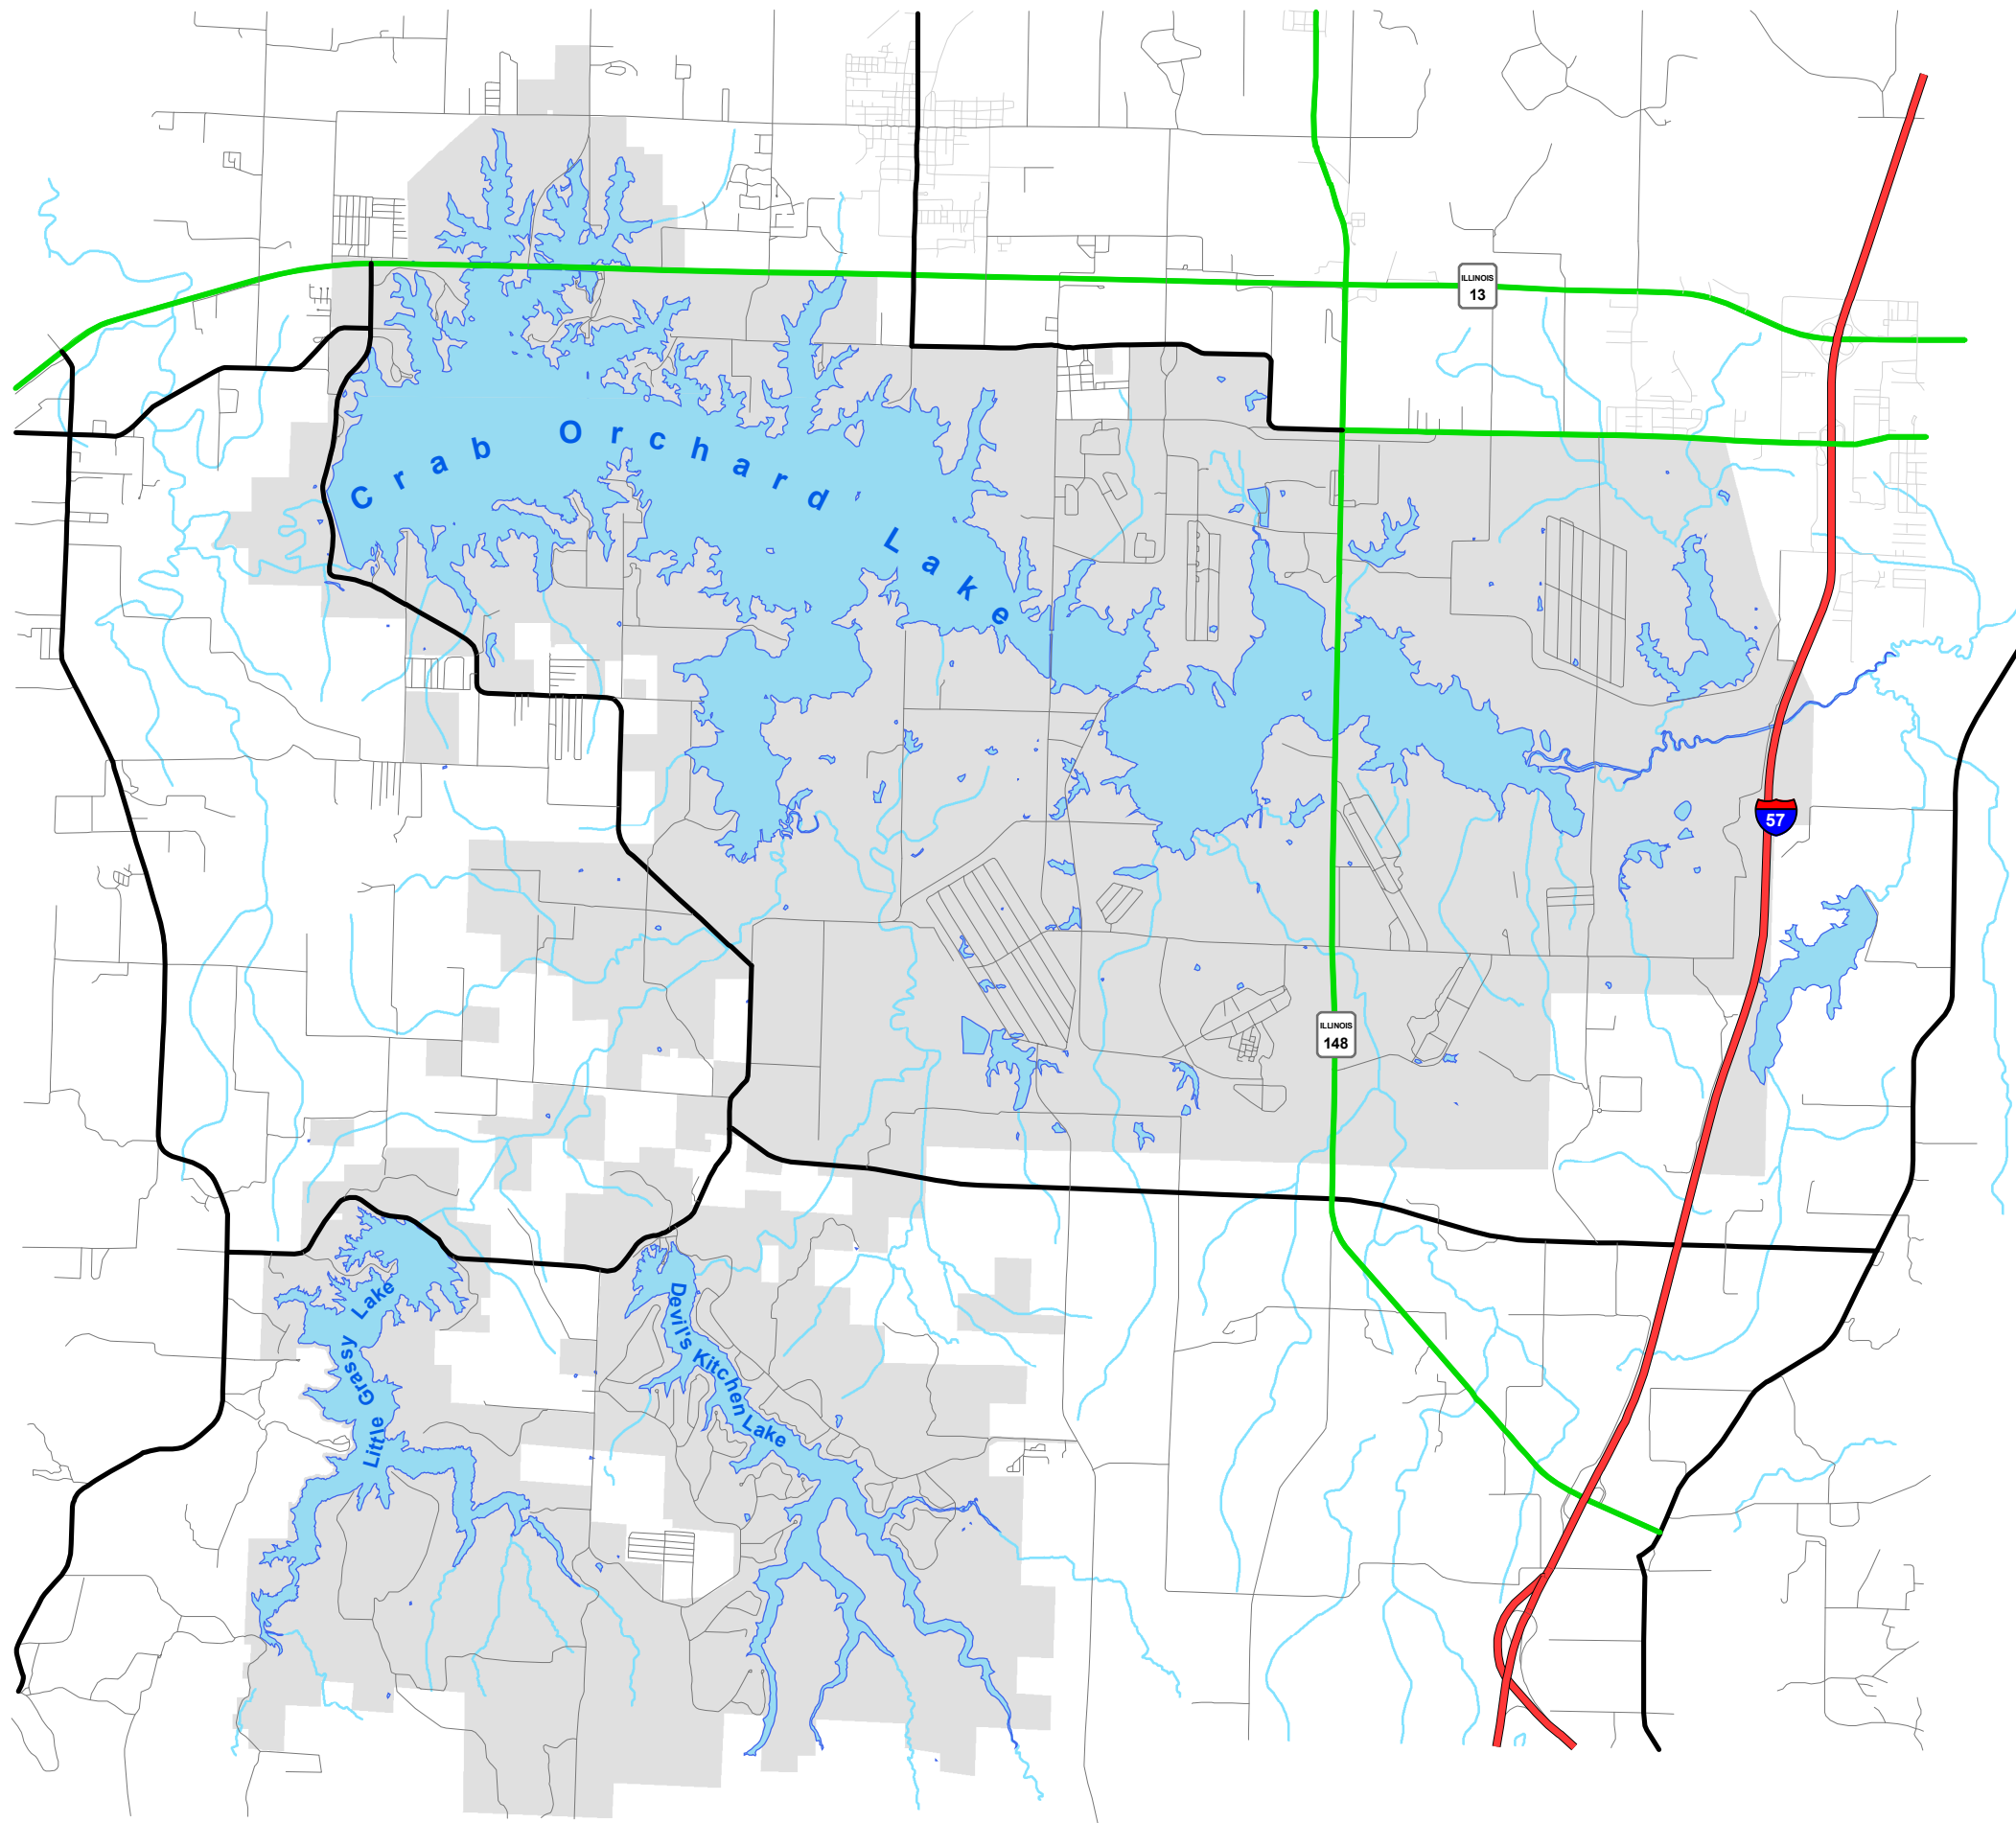 ILLINOIS
13
Crab Orchard Lake
57
ILLINOIS
148
Little Grassy Lake
Devil's Kitchen Lake